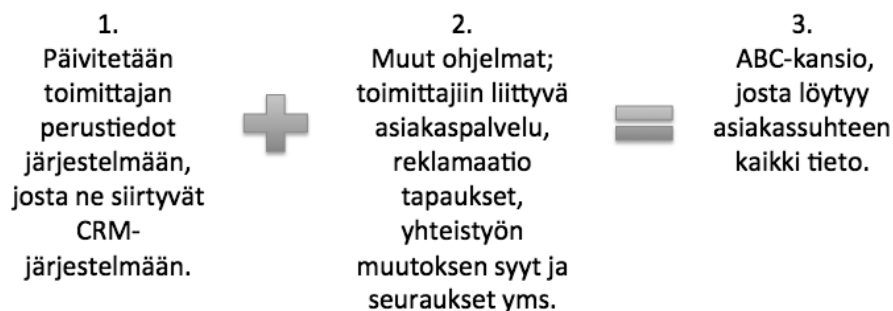 1.
Päivitetään
toimittajan
perustiedot
järjestelmään,
josta ne siirtyvät
CRM-
järjestelmään.
2.
Muut ohjelmat;
toimittajiin liittyvä
asiakaspalvelu,
reklamaatio
tapaukset,
yhteistyön
muutoksen syyt ja
seuraukset yms.
3.
ABC-kansio,
josta löytyy
asiakassuhteen
kaikki tieto.